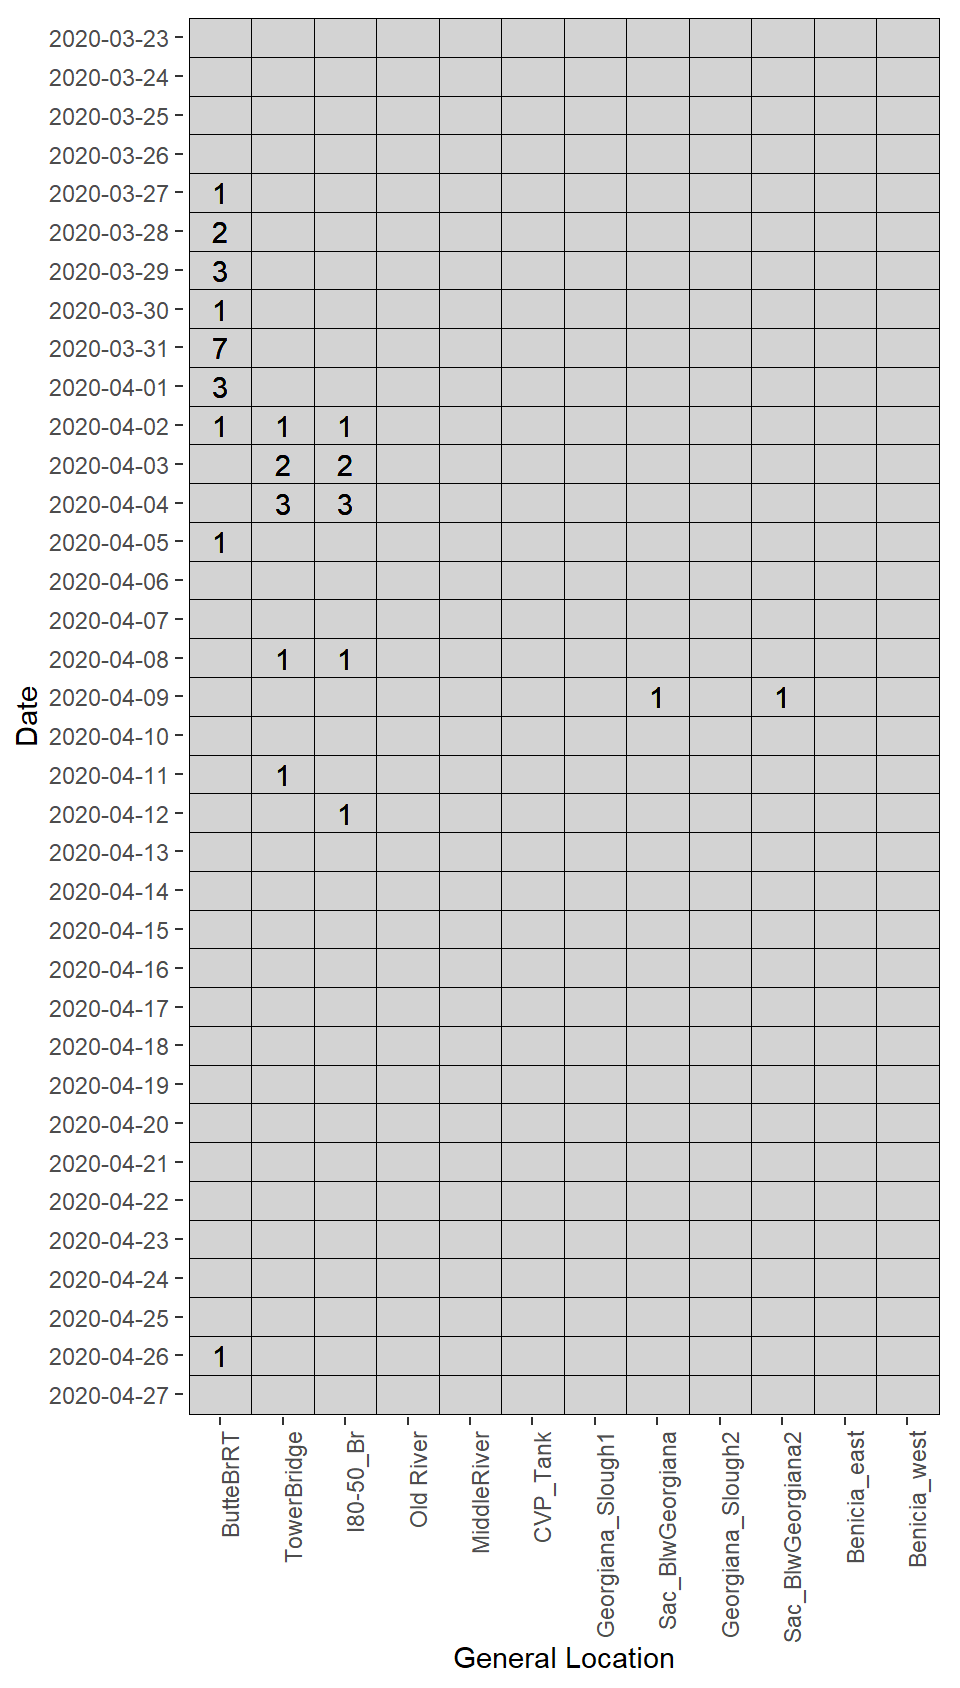 2020-03-23
2020-03-24
2020-03-25
2020-03-26
2020-03-27 1
2020-03-28 2
2020-03-29 3
2020-03-30 1
2020-03-31 7
2020-04-01 3
2020-04-02 1 1 1
2020-04-03 2 2
2020-04-04 3 3
2020-04-05 1
2020-04-06
2020-04-07
2020-04-08 1 1
2020-04-09 1 1
2020-04-10
2020-04-11 1
2020-04-12 1
2020-04-13
2020-04-14
2020-04-15
2020-04-16
2020-04-17
2020-04-18
2020-04-19
2020-04-20
2020-04-21
2020-04-22
2020-04-23
2020-04-24
2020-04-25
2020-04-26 1
2020-04-27
Date
ButteBrRT
TowerBridge
I80-50_Br
Old River
MiddleRiver
CVP_Tank
Georgiana_Slough1
Sac_BlwGeorgiana
Georgiana_Slough2
Sac_BlwGeorgiana2
Benicia_east
Benicia_west
General Location